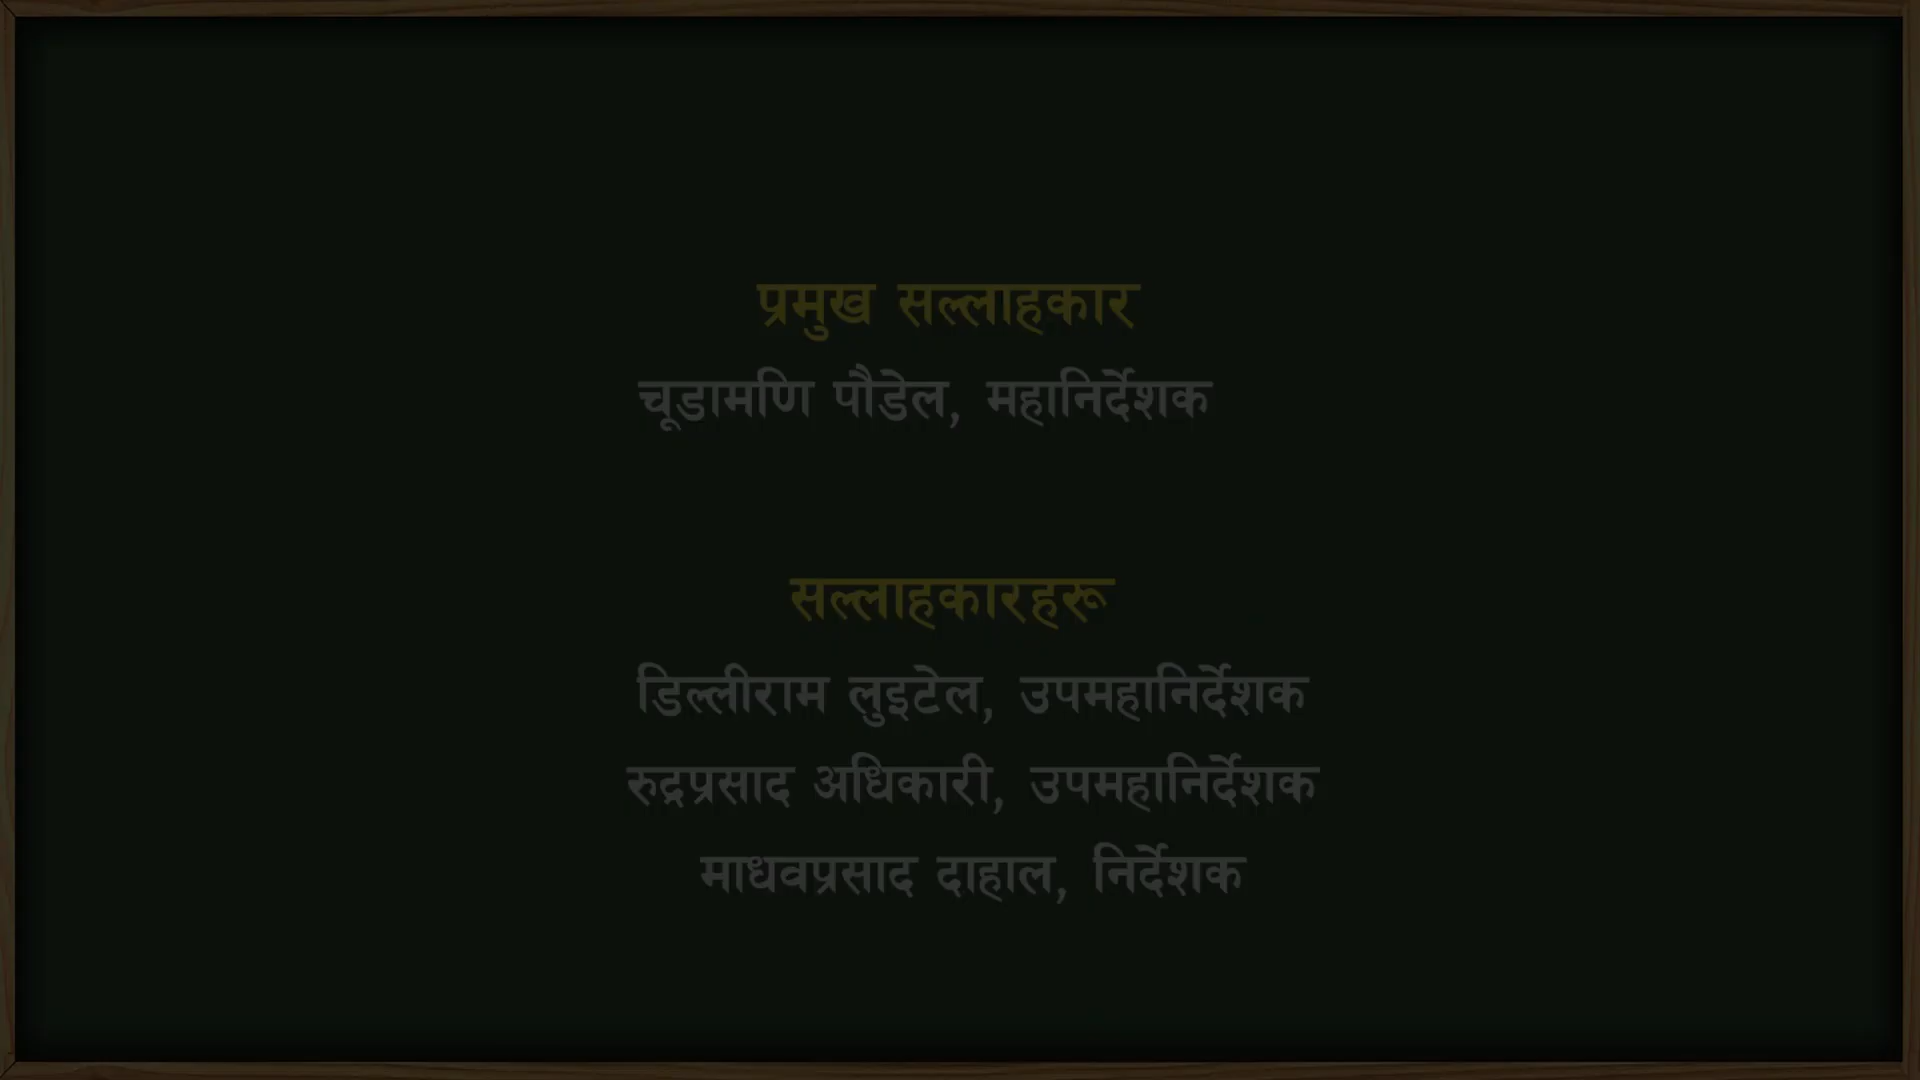 प्रमुख सल्लाहकार
चूडामणि पौडेल, महानिर्देशक
सल्लाहकारहरू
डिल्लीराम लुइटेल, उपमहानिर्देशक
रुद्रप्रसाद अधिकारी, उपमहानिर्देशक
माधवप्रसाद दाहाल, निर्देशक